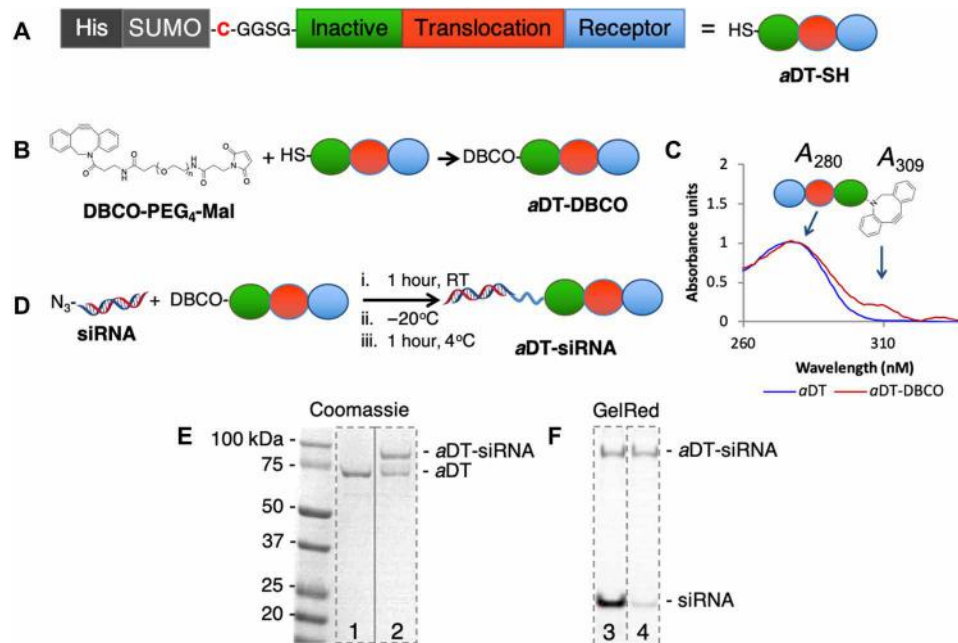 A
His SUMO -C-GGSG- Inactive Translocation Receptor = HS-
aDT-SH
B
N
O
NH
O
O
n
NH
O
N
O
O
+ HS-
DBCO-
DBCO-PEG4-Mal
aDT-DBCO
C
A280 A309
N
Absorbance units
2
1.5
1
0.5
0
260 310
Wavelength (nM)
aDT aDT-DBCO
D
N3- + DBCO-
siRNA
i. 1 hour, RT
ii. −20°C
iii. 1 hour, 4°C
aDT-siRNA
E
Coomassie
100 kDa -
75 -
50 -
37 -
25 -
20 -
- aDT-siRNA
- aDT
1 2
F
GelRed
- aDT-siRNA
- siRNA
3 4